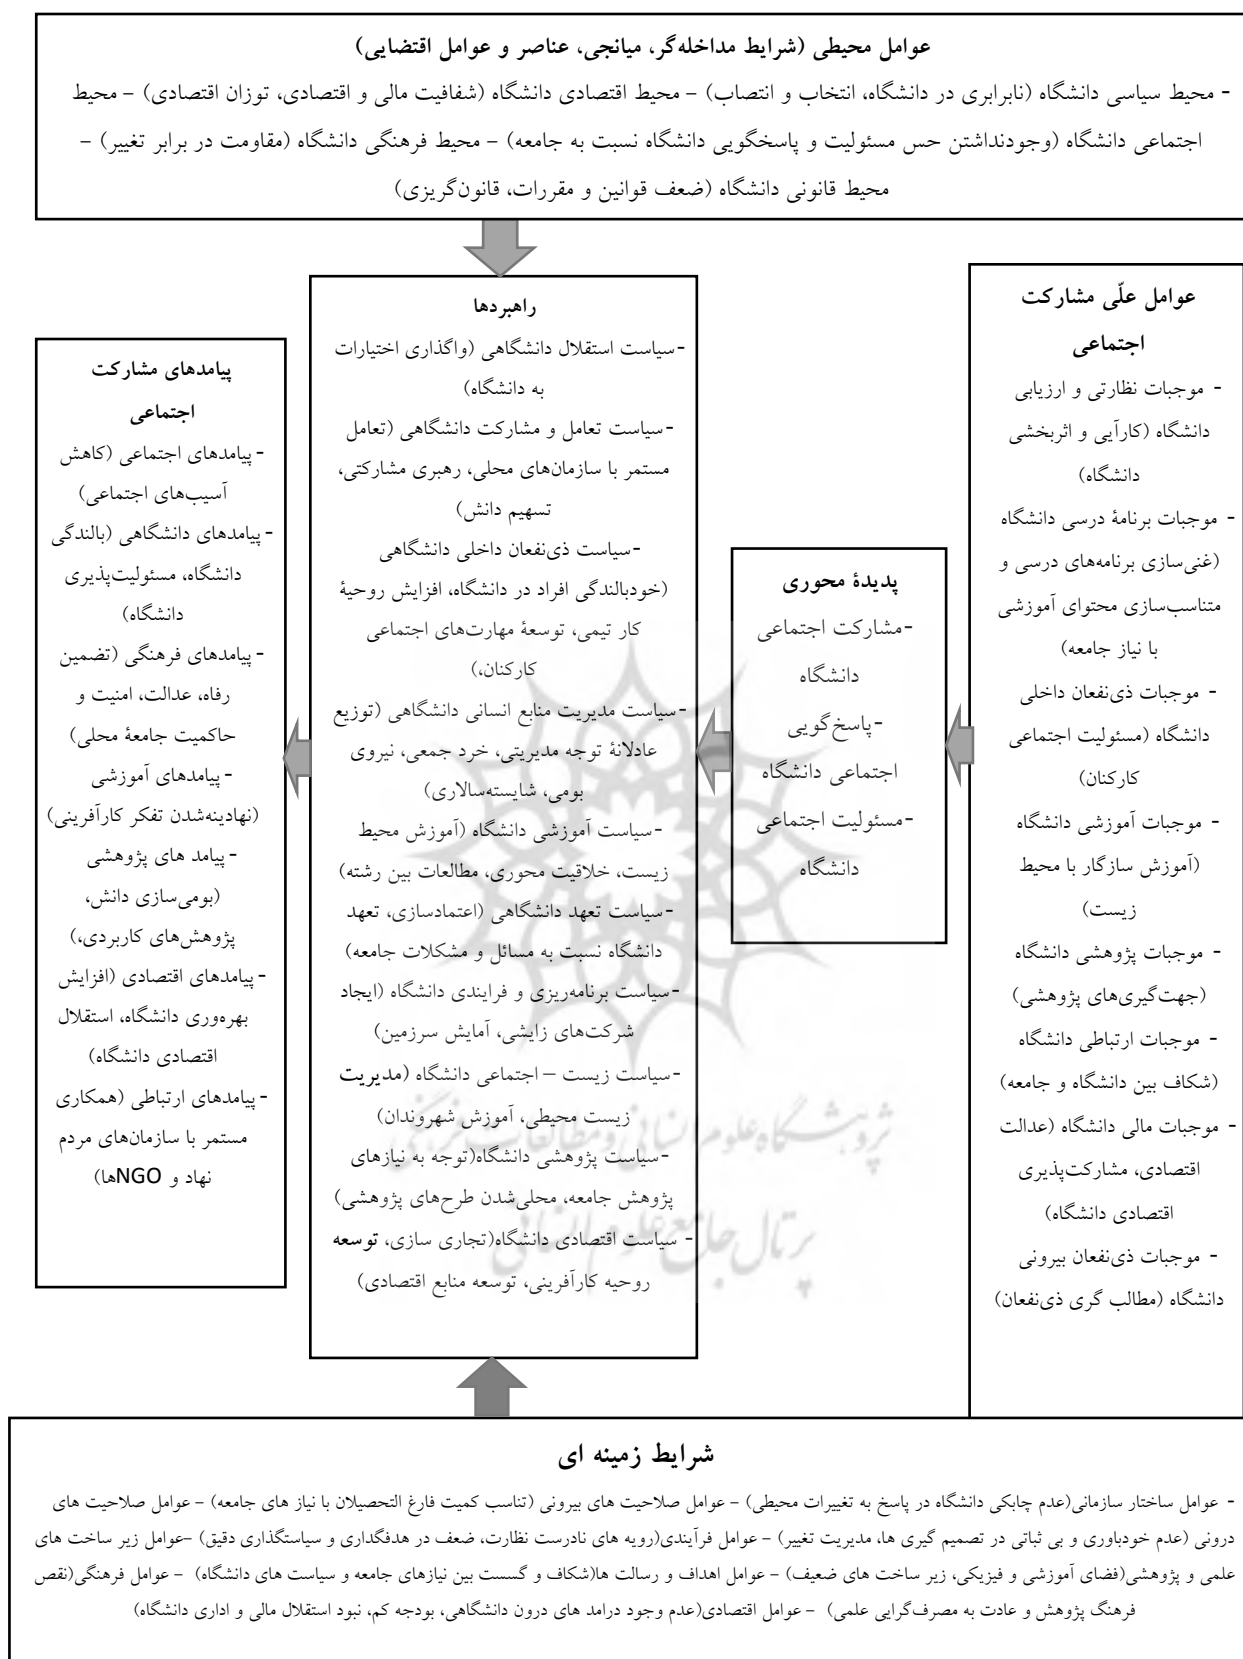 عوامل محیطی (شرایط مداخله‌گر، میانجی، عناصر و عوامل اقتضایی)
- محیط سیاسی دانشگاه (نابرابری در دانشگاه، انتخاب و انتصاب) – محیط اقتصادی دانشگاه (شفافیت مالی و اقتصادی، توزان اقتصادی) – محیط
اجتماعی دانشگاه (وجودنداشتن حس مسئولیت و پاسخگویی دانشگاه نسبت به جامعه) – محیط فرهنگی دانشگاه (مقاومت در برابر تغییر) –
محیط قانونی دانشگاه (ضعف قوانین و مقررات، قانون‌گریزی)
عوامل علّی مشارکت
اجتماعی
- موجبات نظارتی و ارزیابی
دانشگاه (کارآیی و اثربخشی
دانشگاه)
- موجبات برنامۀ درسی دانشگاه
(غنی‌سازی برنامه‌های درسی و
متناسب‌سازی محتوای آموزشی
با نیاز جامعه)
- موجبات ذی‌نفعان داخلی
دانشگاه (مسئولیت اجتماعی
کارکنان)
- موجبات آموزشی دانشگاه
(آموزش سازگار با محیط
زیست)
- موجبات پژوهشی دانشگاه
(جهت‌گیری‌های پژوهشی)
- موجبات ارتباطی دانشگاه
(شکاف بین دانشگاه و جامعه)
- موجبات مالی دانشگاه (عدالت
اقتصادی، مشارکت‌پذیری
اقتصادی دانشگاه)
- موجبات ذی‌نفعان بیرونی
دانشگاه (مطالب گری ذی‌نفعان)
پدیدۀ محوری
-مشارکت اجتماعی
دانشگاه
-پاسخ‌گویی
اجتماعی دانشگاه
-مسئولیت اجتماعی
دانشگاه
راهبردها
-سیاست استقلال دانشگاهی (واگذاری اختیارات
به دانشگاه)
-سیاست تعامل و مشارکت دانشگاهی (تعامل
مستمر با سازمان‌های محلی، رهبری مشارکتی،
تسهیم دانش)
-سیاست ذی‌نفعان داخلی دانشگاهی
(خودبالندگی افراد در دانشگاه، افزایش روحیۀ
کار تیمی، توسعۀ مهارت‌های اجتماعی
کارکنان،)
-سیاست مدیریت منابع انسانی دانشگاهی (توزیع
عادلانۀ توجه مدیریتی، خرد جمعی، نیروی
بومی، شایسته‌سالاری)
-سیاست آموزشی دانشگاه (آموزش محیط
زیست، خلاقیت محوری، مطالعات بین رشته)
-سیاست تعهد دانشگاهی (اعتمادسازی، تعهد
دانشگاه نسبت به مسائل و مشکلات جامعه)
-سیاست برنامه‌ریزی و فرایندی دانشگاه (ایجاد
شرکت‌های زایشی، آمایش سرزمین)
-سیاست زیست – اجتماعی دانشگاه (مدیریت
زیست محیطی، آموزش شهروندان)
-سیاست پژوهشی دانشگاه(توجه به نیازهای
پژوهش جامعه، محلی‌شدن طرح‌های پژوهشی)
- سیاست اقتصادی دانشگاه(تجاری سازی، توسعه
روحیه کارآفرینی، توسعه منابع اقتصادی)
پیامدهای مشارکت
اجتماعی
- پیامدهای اجتماعی (کاهش
آسیب‌های اجتماعی)
- پیامدهای دانشگاهی (بالندگی
دانشگاه، مسئولیت‌پذیری
دانشگاه)
- پیامدهای فرهنگی (تضمین
رفاه، عدالت، امنیت و
حاکمیت جامعۀ محلی)
- پیامدهای آموزشی
(نهادینه‌شدن تفکر کارآفرینی)
- پیامد های پژوهشی
(بومی‌سازی دانش،
پژوهش‌های کاربردی،)
- پیامدهای اقتصادی (افزایش
بهره‌وری دانشگاه، استقلال
اقتصادی دانشگاه)
- پیامدهای ارتباطی (همکاری
مستمر با سازمان‌های مردم
نهاد و NGOها)
پژوهشگاه علوم انسانی و مطالعات فرهنگی
پرتال جامع علوم انسانی
شرایط زمینه ای
- عوامل ساختار سازمانی(عدم چابکی دانشگاه در پاسخ به تغییرات محیطی) – عوامل صلاحیت های بیرونی (تناسب کمیت فارغ التحصیلان با نیاز های جامعه) – عوامل صلاحیت های
درونی (عدم خودباوری و بی ثباتی در تصمیم گیری ها، مدیریت تغییر) – عوامل فرآیندی(رویه های نادرست نظارت، ضعف در هدفگذاری و سیاستگذاری دقیق) –عوامل زیر ساخت های
علمی و پژوهشی(فضای آموزشی و فیزیکی، زیر ساخت های ضعیف) – عوامل اهداف و رسالت ها(شکاف و گسست بین نیازهای جامعه و سیاست های دانشگاه) – عوامل فرهنگی(نقص
فرهنگ پژوهش و عادت به مصرف‌گرایی علمی) – عوامل اقتصادی(عدم وجود درامد های درون دانشگاهی، بودجه کم، نبود استقلال مالی و اداری دانشگاه)